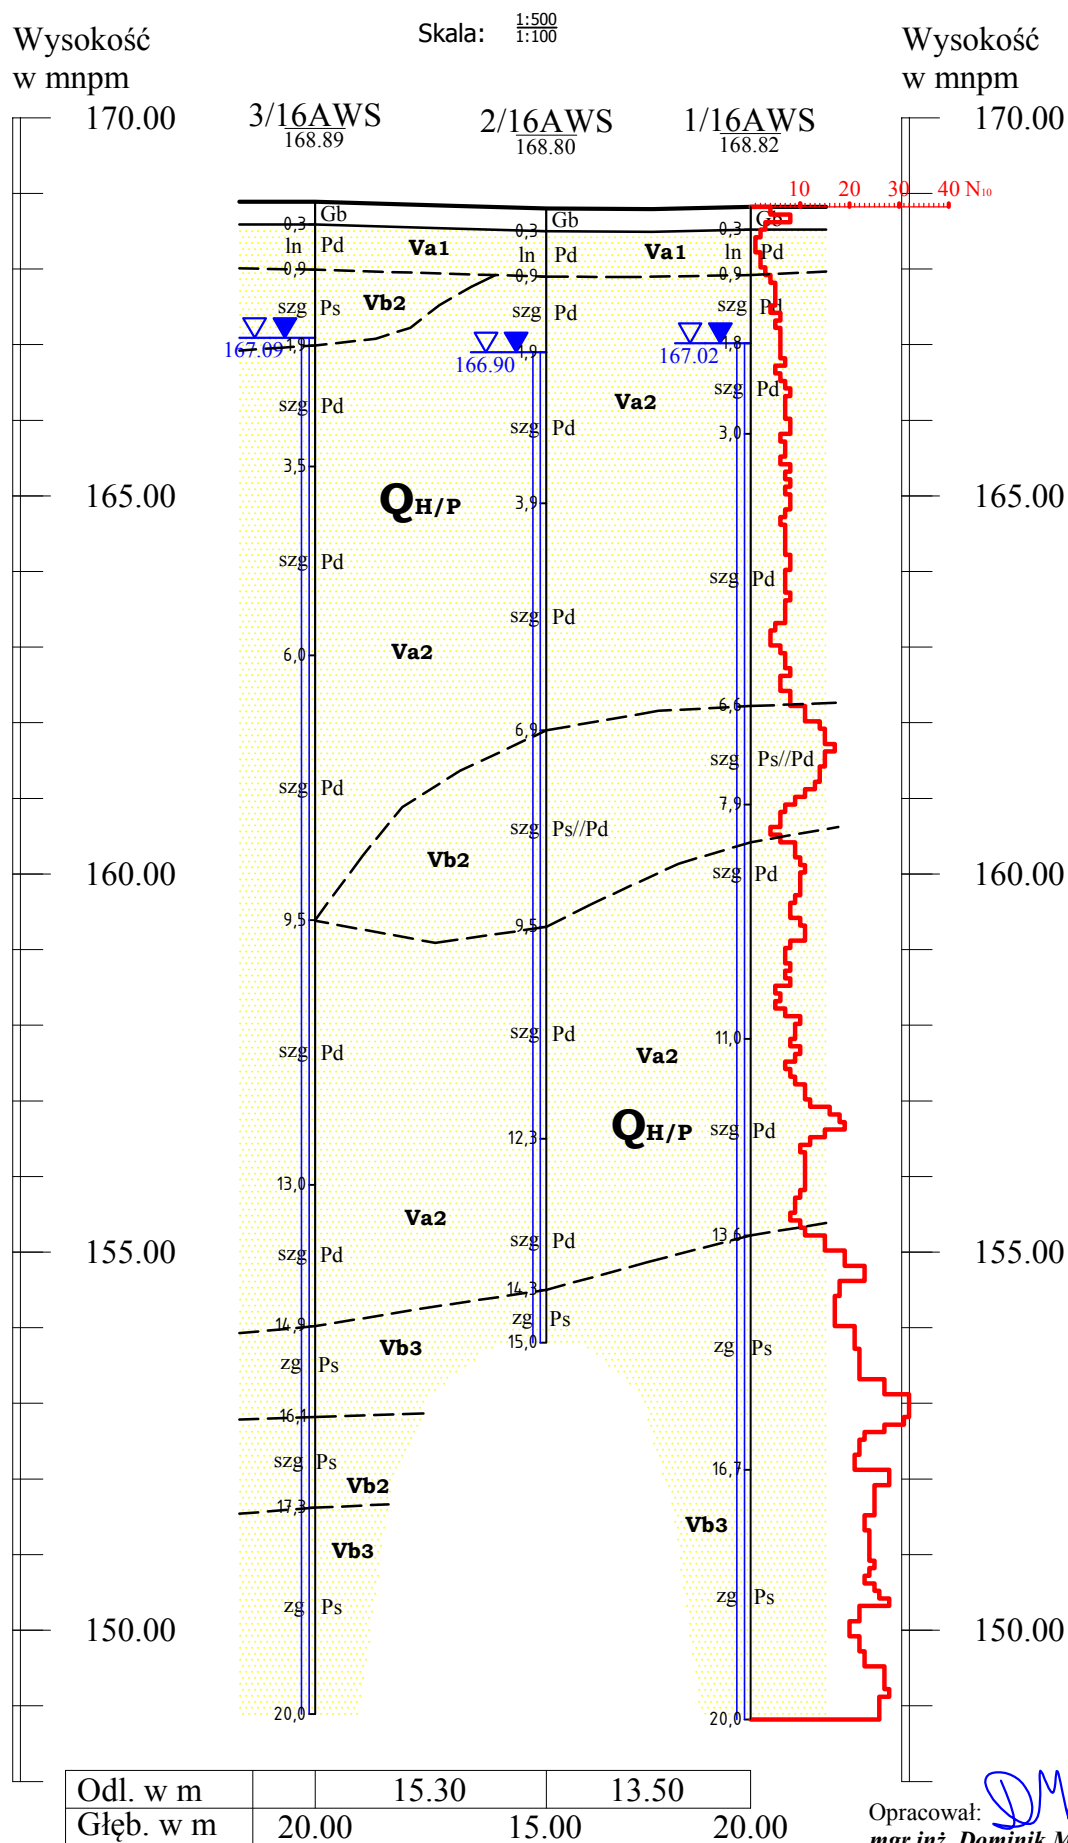 Skala: 1:500
1:100
Wysokość
w mnpm
Wysokość
w mnpm
170.00
3/16AWS
168.89
2/16AWS
168.80
1/16AWS
168.82
170.00
10 20 30 40 N10
Gb
Gb
Gb
0,3
0,3
0,3
ln Pd
Va1
ln Pd
Va1
ln Pd
0,9
0,9
0,9
szg Ps
Vb2
szg Pd
szg Pd
167.09
1,9
166.90
1,9
167.02
1,8
szg Pd
Va2
szg Pd
szg Pd
3,0
3,5
165.00
QH/P
3,9
165.00
szg Pd
szg Pd
szg Pd
6,0
Va2
6,6
6,9
szg Pd
szg Ps//Pd
7,9
szg Ps//Pd
Vb2
160.00
szg Pd
160.00
9,5
9,5
szg Pd
szg Pd
Va2
11,0
QH/P
szg Pd
12,3
13,0
Va2
13,6
szg Pd
szg Pd
155.00
155.00
14,3
14,9
zg Ps
15,0
Vb3
zg Ps
zg Ps
16,1
szg Ps
16,7
Vb2
17,3
Vb3
Vb3
zg Ps
zg Ps
150.00
150.00
20,0
20,0
Odl. w m 15.30 13.50
Głęb. w m 20.00 15.00 20.00
Opracował:
mgr inż. Dominik M